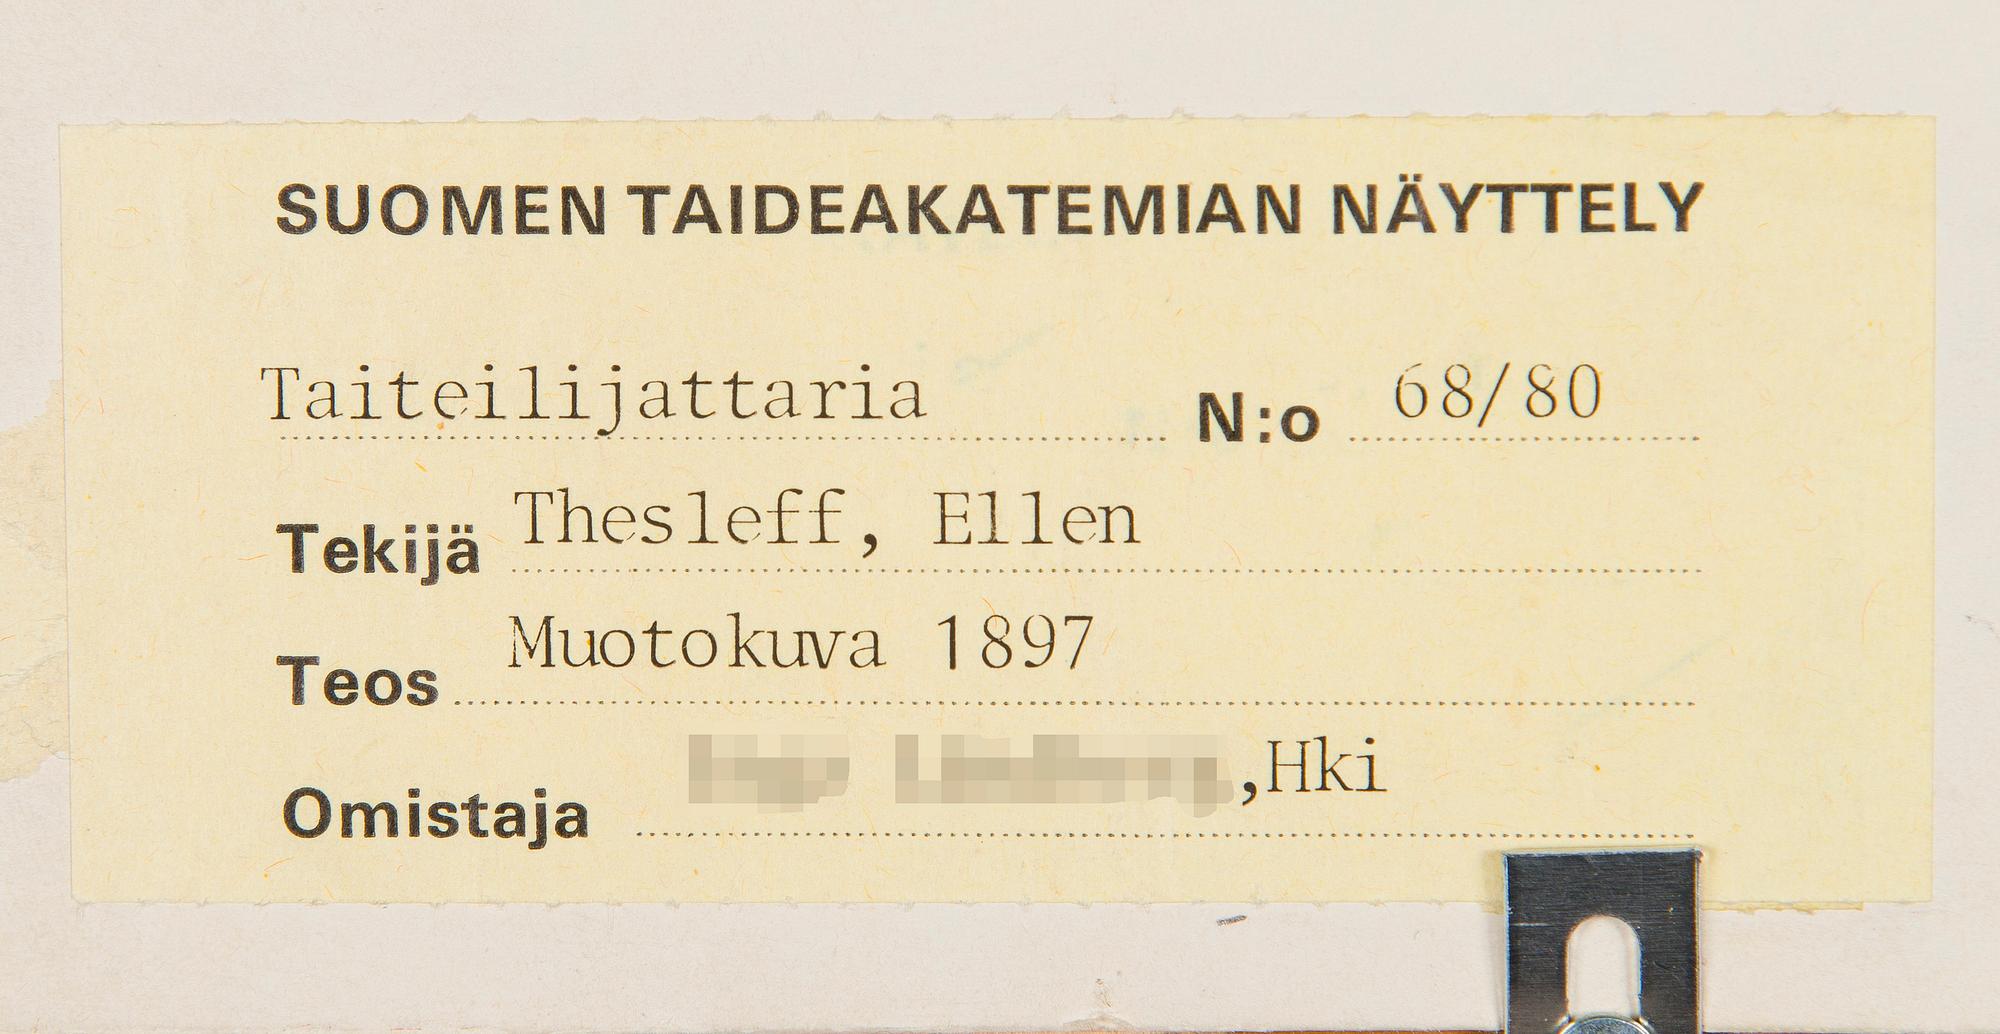 SUOMEN TAIDEAKATEMIAN NÄYTTELY
Taiteilijattaria N:o 68/80
Tekijä Thesleff, Ellen
Teos Muotokuva 1897
Omistaja ,Hki